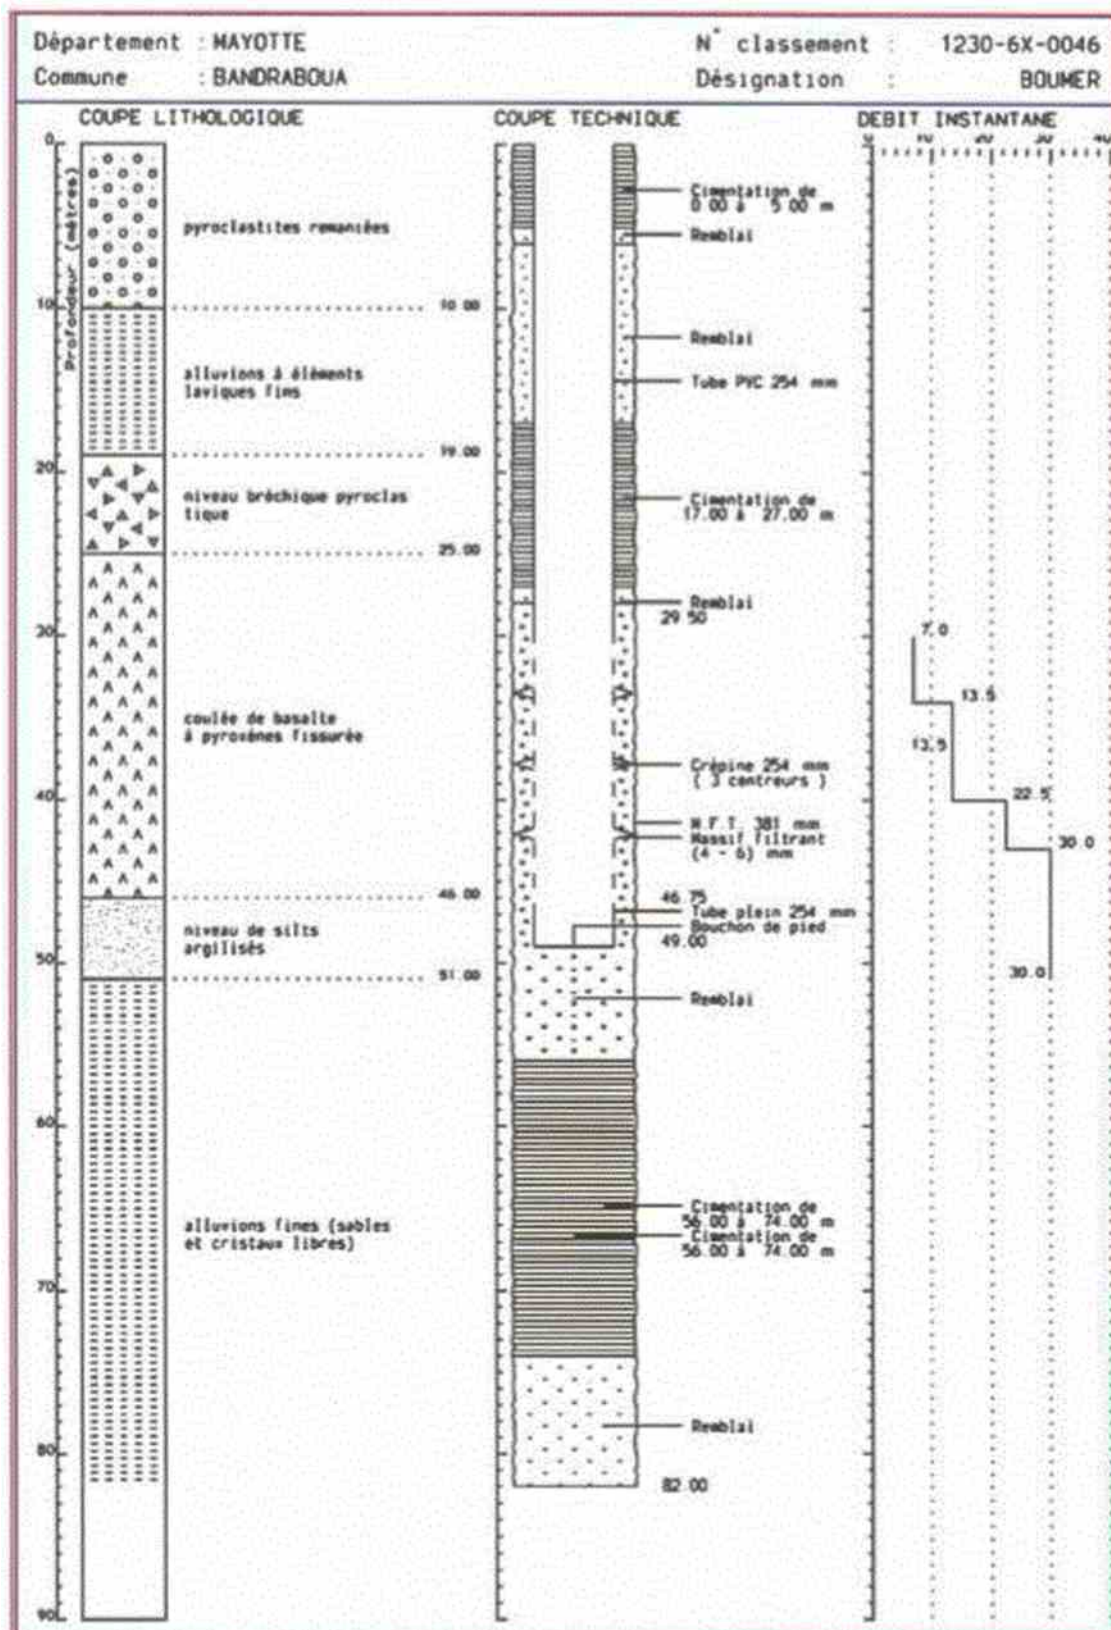 Département : MAYOTTE
N° classement : 1230-6X-0046
Commune : BANDRABOUA
Désignation : BOUMER
COUPE LITHOLOGIQUE
COUPE TECHNIQUE
DEBIT INSTANTANE
Profondeur (mètres)
0
10
20
30
40
50
60
70
80
90
pyroclastites remaniées
10.00
alluvions à éléments
laviques fins
19.00
niveau bréchique pyroclas
tique
25.00
coulée de basalte
à pyroxènes fissurée
46.00
niveau de silts
argilisés
51.00
alluvions fines (sables
et cristaux libres)
Cimentation de
0.00 à 5.00 m
Remblai
Remblai
Tube PVC 254 mm
Cimentation de
17.00 à 27.00 m
Remblai
29.50
Crépine 254 mm
( 3 centreurs )
M.F.T. 381 mm
Massif filtrant
(4 - 6) mm
46.75
Tube plein 254 mm
Bouchon de pied
49.00
Remblai
Cimentation de
56.00 à 74.00 m
Cimentation de
56.00 à 74.00 m
Remblai
82.00
0 10 20 30 40
7.0
13.5
13.5
22.5
30.0
30.0